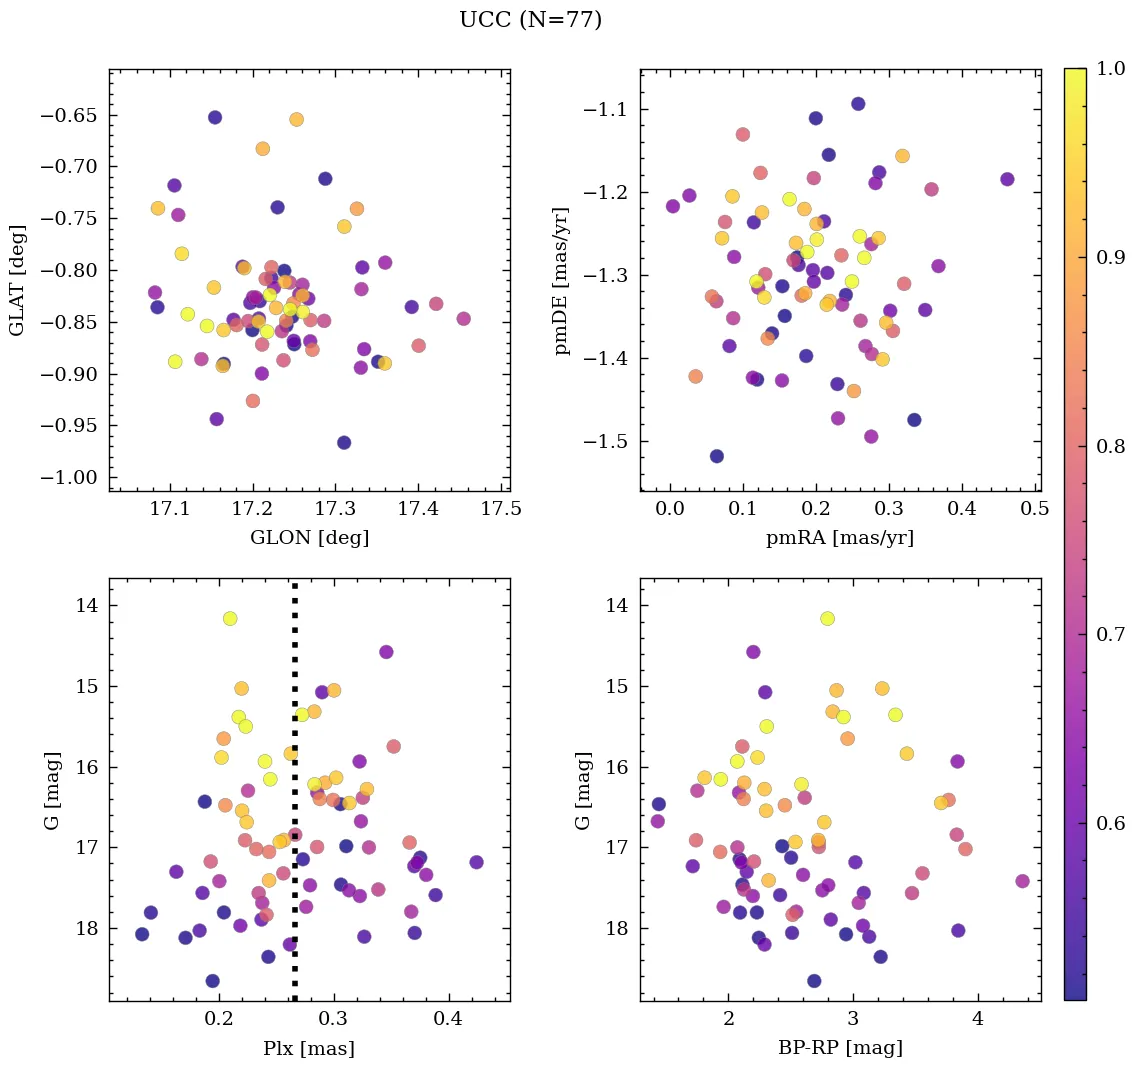 UCC (N=77)
−0.65
−0.70
−0.75
−0.80
−0.85
−0.90
−0.95
−1.00
GLAT [deg]
17.1 17.2 17.3 17.4 17.5
GLON [deg]
−1.1
−1.2
−1.3
−1.4
−1.5
pmDE [mas/yr]
0.0 0.1 0.2 0.3 0.4 0.5
pmRA [mas/yr]
14
15
16
17
18
G [mag]
0.2 0.3 0.4
Plx [mas]
14
15
16
17
18
G [mag]
2 3 4
BP-RP [mag]
1.0
0.9
0.8
0.7
0.6